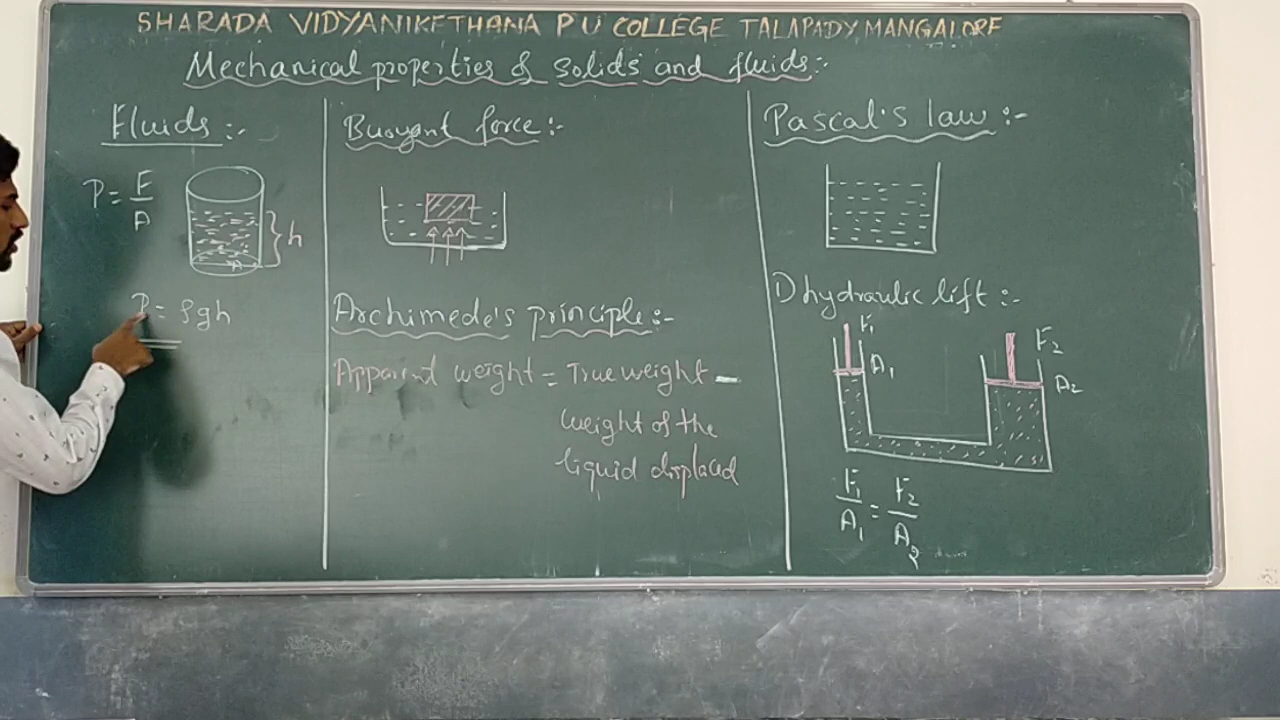 SHARADA VIDYANIKETHANA P U COLLEGE TALAPADY MANGALORE
Mechanical properties of solids and fluids:-
Fluids:-
P = F/A
h
A
P = ρgh
Buoyant force:-
Archimede's principle:-
Apparent weight = True weight -
weight of the
liquid displaced
Pascal's law:-
1) hydraulic lift:-
F₁
A₁
F₂
A₂
F₁/A₁ = F₂/A₂